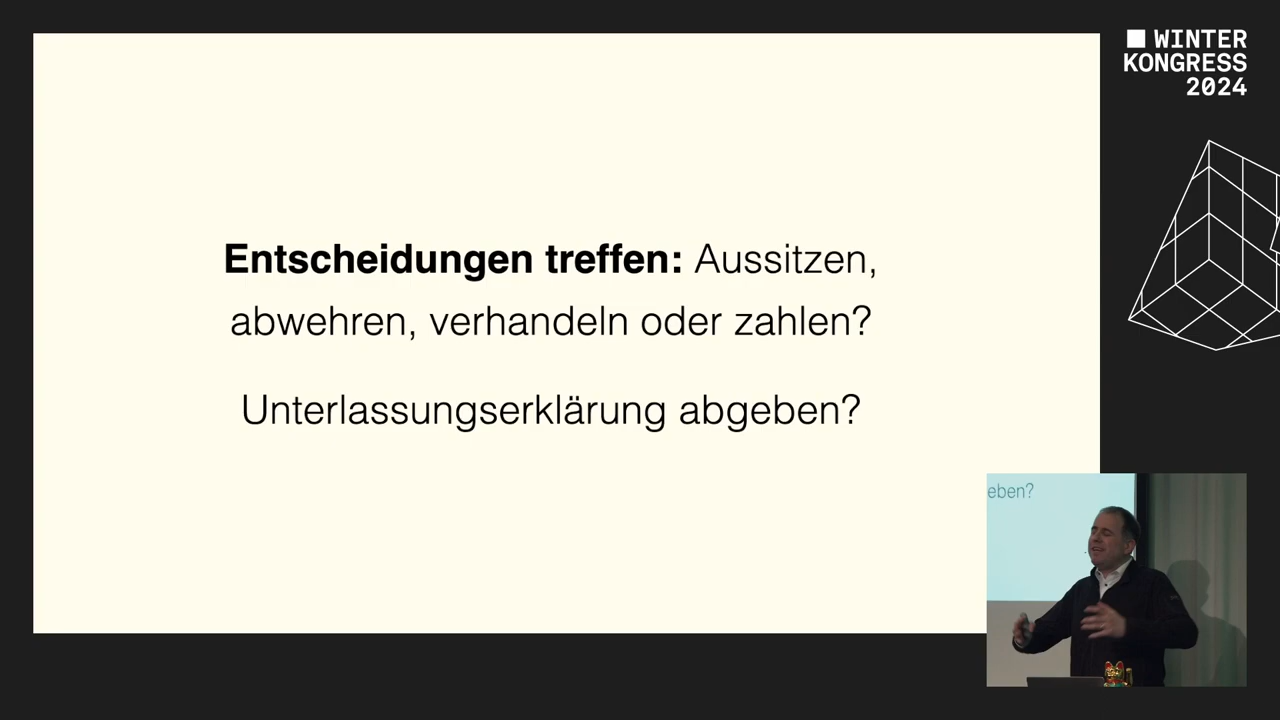 WINTER
KONGRESS
2024
Entscheidungen treffen: Aussitzen,
abwehren, verhandeln oder zahlen?
Unterlassungserklärung abgeben?
eben?